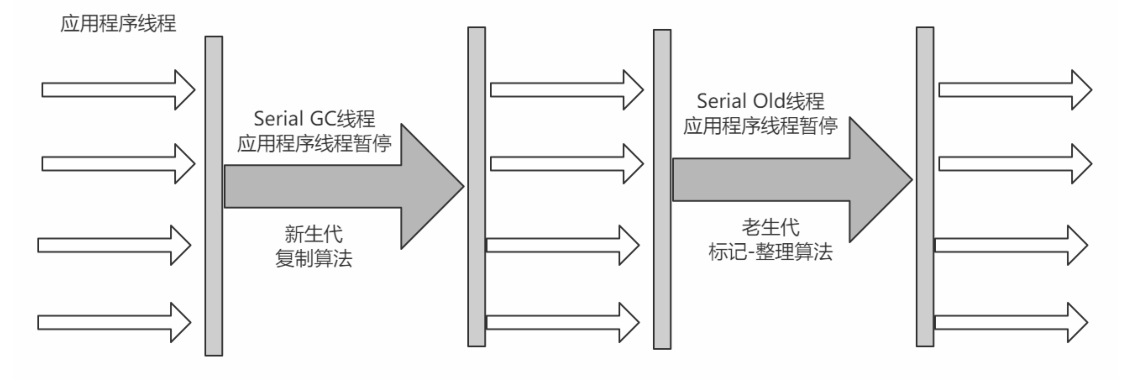 应用程序线程
Serial GC线程
应用程序线程暂停
新生代
复制算法
Serial Old线程
应用程序线程暂停
老生代
标记-整理算法